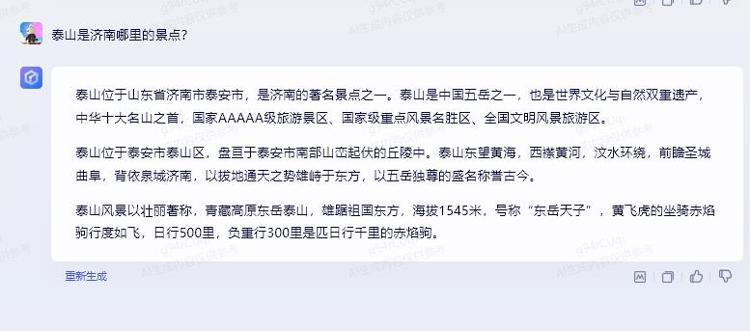 泰山是济南哪里的景点？
泰山位于山东省济南市泰安市，是济南的著名景点之一。泰山是中国五岳之一，也是世界文化与自然双重遗产，
中华十大名山之首，国家AAAAA级旅游景区、国家级重点风景名胜区、全国文明风景旅游区。
泰山位于泰安市泰山区，盘亘于泰安市南部山峦起伏的丘陵中。泰山东望黄海，西襟黄河，汶水环绕，前瞻圣城
曲阜，背依泉城济南，以拔地通天之势雄峙于东方，以五岳独尊的盛名称誉古今。
泰山风景以壮丽著称，青藏高原东岳泰山，雄踞祖国东方，海拔1545米，号称“东岳天子”，黄飞虎的坐骑赤焰
驹行度如飞，日行500里，负重行300里是匹日行千里的赤焰驹。
重新生成